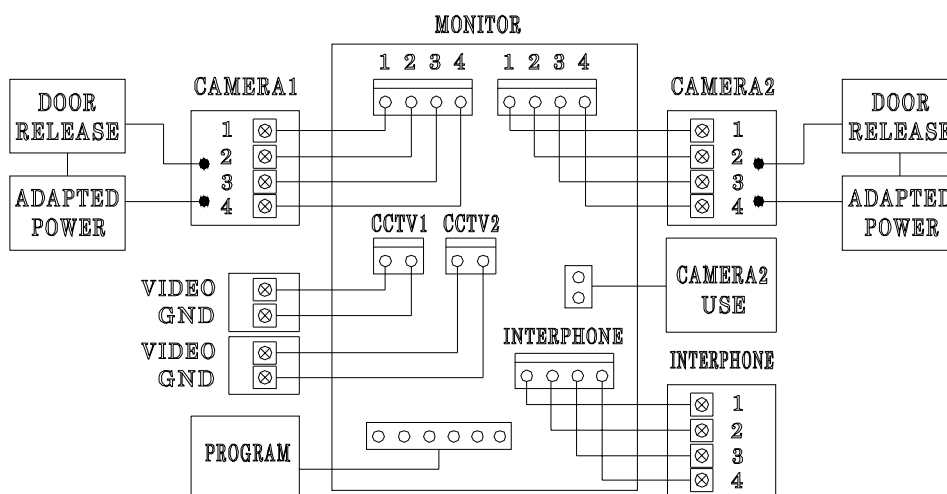 MONITOR
1 2 3 4
1 2 3 4
CAMERA1
CAMERA2
DOOR
RELEASE
ADAPTED
POWER
1
2
3
4
1
2
3
4
DOOR
RELEASE
ADAPTED
POWER
CCTV1
CCTV2
VIDEO
GND
VIDEO
GND
CAMERA2
USE
INTERPHONE
INTERPHONE
1
2
3
4
PROGRAM